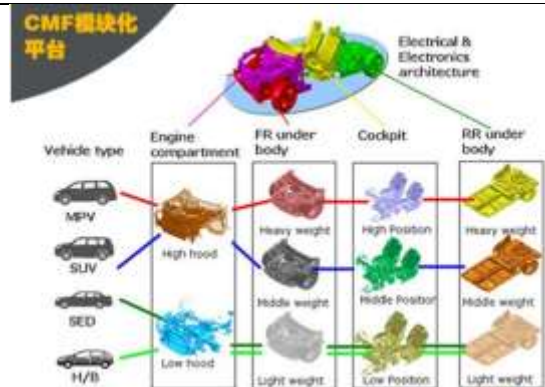 CMF模块化
平台
Electrical &
Electronics
architecture
Vehicle type
Engine
compartment
FR under
body
Cockpit
RR under
body
MPV
SUV
SED
H/B
High hood
Low hood
Heavy weight
Middle weight
Light weight
High Position
Middle Position
Low Position
Heavy weight
Middle weight
Light weight